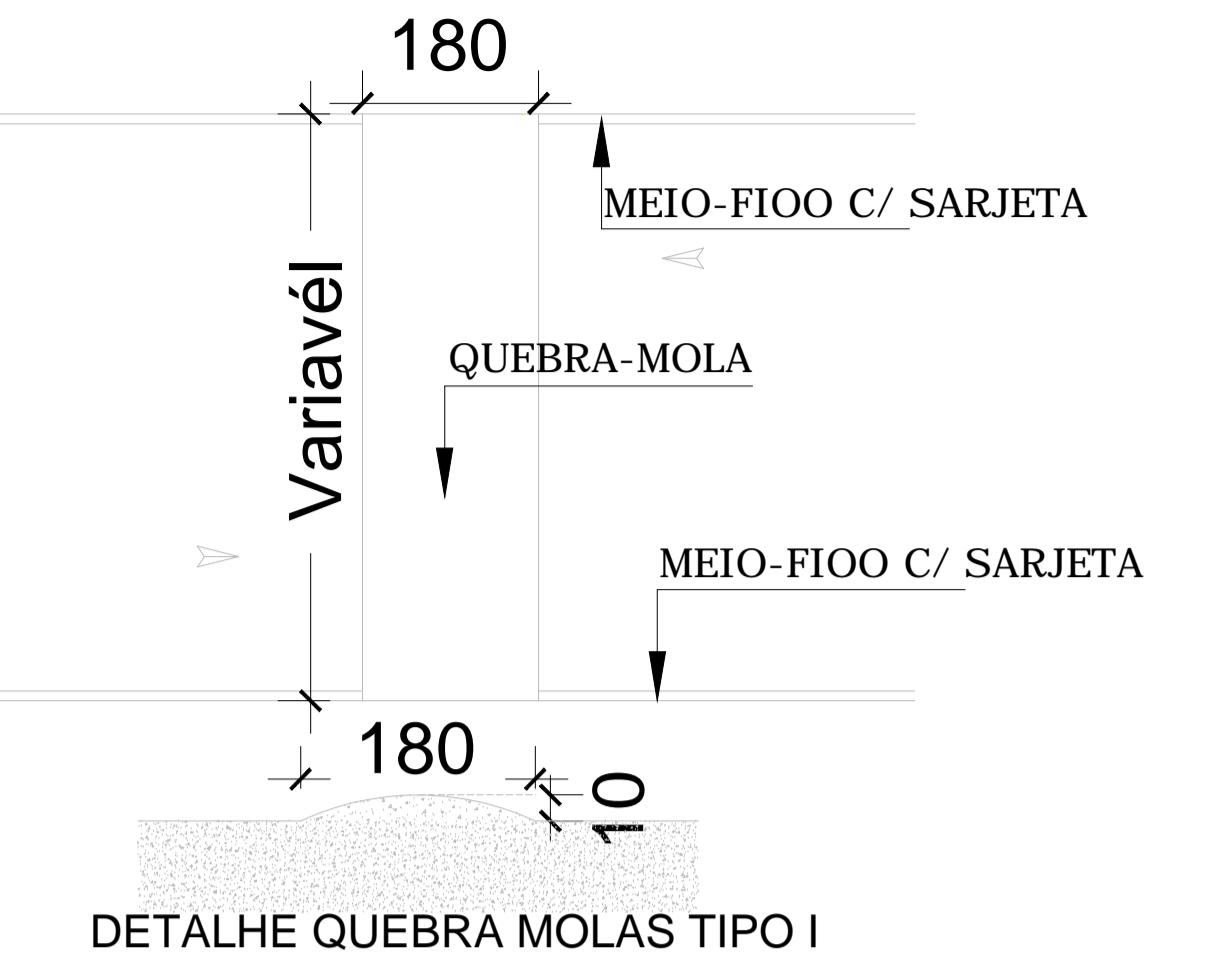 180
MEIO-FIOO C/ SARJETA
Variavél
QUEBRA-MOLA
MEIO-FIOO C/ SARJETA
180
10
DETALHE QUEBRA MOLAS TIPO I